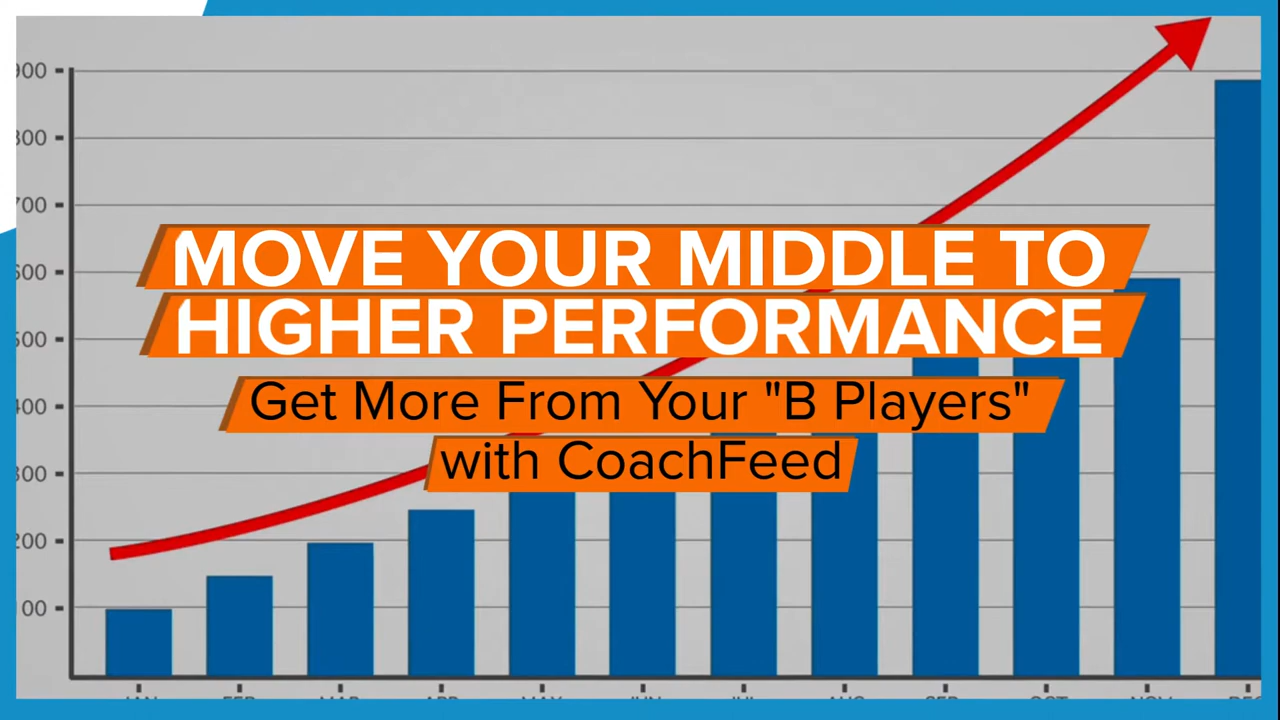 MOVE YOUR MIDDLE TO
HIGHER PERFORMANCE
Get More From Your "B Players"
with CoachFeed